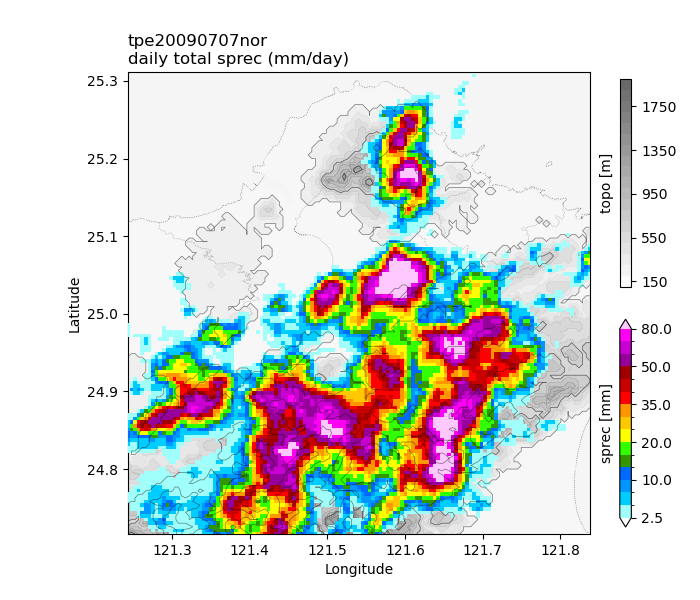 tpe20090707nor
daily total sprec (mm/day)
25.3
25.2
25.1
25.0
24.9
24.8
Latitude
121.3 121.4 121.5 121.6 121.7 121.8
Longitude
topo [m]
1750
1350
950
550
150
sprec [mm]
80.0
50.0
35.0
20.0
10.0
2.5